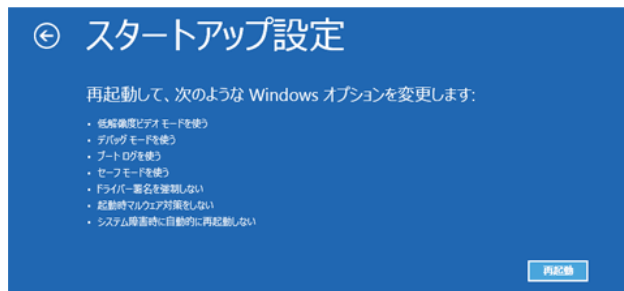 スタートアップ設定
再起動して、次のような Windows オプションを変更します:
・ 低解像度ビデオ モードを使う
・ デバッグ モードを使う
・ ブート ログを使う
・ セーフ モードを使う
・ ドライバー署名を強制しない
・ 起動時マルウェア対策をしない
・ システム障害時に自動的に再起動しない
再起動